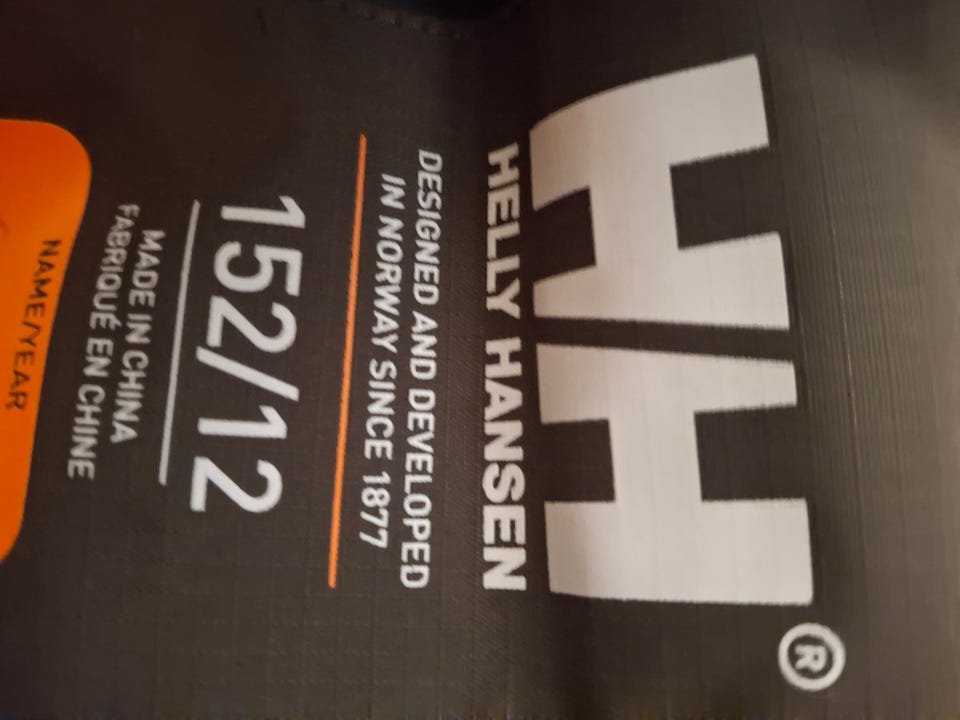 HH®
HELLY HANSEN
DESIGNED AND DEVELOPED
IN NORWAY SINCE 1877
152/12
MADE IN CHINA
FABRIQUÉ EN CHINE
NAME/YEAR